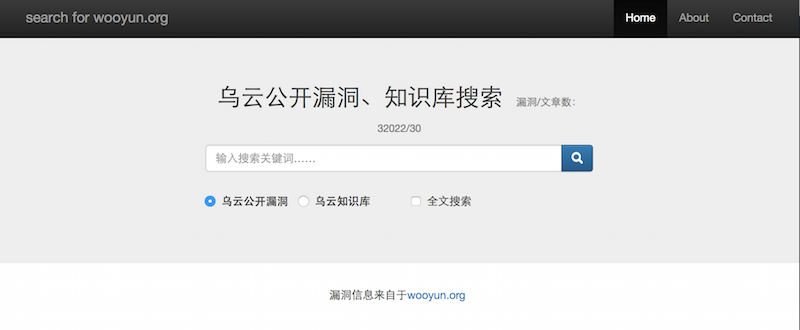 search for wooyun.org Home About Contact
乌云公开漏洞、知识库搜索 漏洞/文章数:
32022/30
输入搜索关键词……
乌云公开漏洞 乌云知识库 全文搜索
漏洞信息来自于wooyun.org